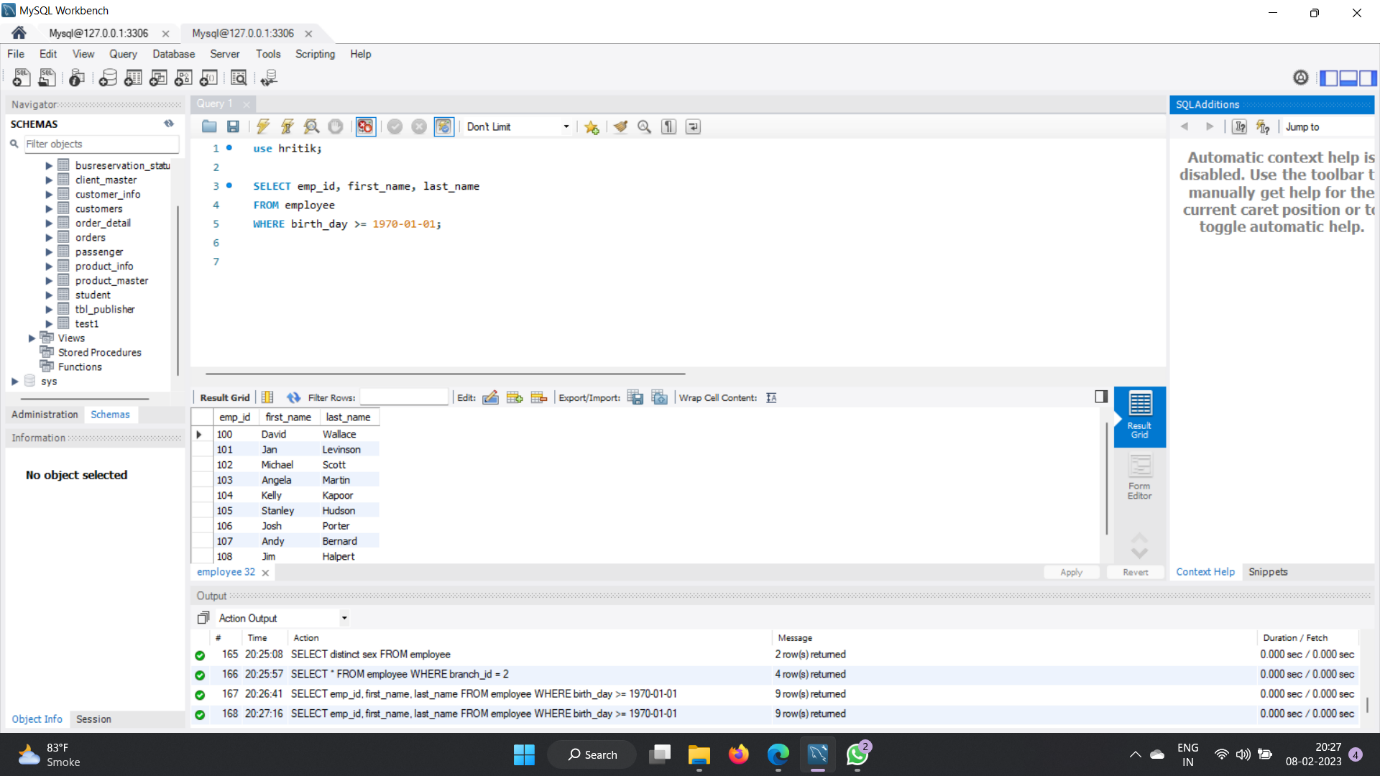 MySQL Workbench
Mysql@127.0.0.1:3306
Mysql@127.0.0.1:3306
File Edit View Query Database Server Tools Scripting Help
Navigator
SCHEMAS
Filter objects
busreservation_statu
client_master
customer_info
customers
order_detail
orders
passenger
product_info
product_master
student
tbl_publisher
test1
Views
Stored Procedures
Functions
sys
Administration Schemas
Information
No object selected
Object Info Session
Query 1
Don't Limit
1 use hritik;
2
3 SELECT emp_id, first_name, last_name
4 FROM employee
5 WHERE birth_day >= 1970-01-01;
6
7
Result Grid Filter Rows: Edit: Export/Import: Wrap Cell Content:
emp_id first_name last_name
100 David Wallace
101 Jan Levinson
102 Michael Scott
103 Angela Martin
104 Kelly Kapoor
105 Stanley Hudson
106 Josh Porter
107 Andy Bernard
108 Jim Halpert
Result
Grid
Form
Editor
employee 32 Apply Revert
SQLAdditions
Jump to
Automatic context help is
disabled. Use the toolbar t
manually get help for the
current caret position or to
toggle automatic help.
Context Help Snippets
Output
Action Output
# Time Action Message Duration / Fetch
165 20:25:08 SELECT distinct sex FROM employee 2 row(s) returned 0.000 sec / 0.000 sec
166 20:25:57 SELECT * FROM employee WHERE branch_id = 2 4 row(s) returned 0.000 sec / 0.000 sec
167 20:26:41 SELECT emp_id, first_name, last_name FROM employee WHERE birth_day >= 1970-01-01 9 row(s) returned 0.000 sec / 0.000 sec
168 20:27:16 SELECT emp_id, first_name, last_name FROM employee WHERE birth_day >= 1970-01-01 9 row(s) returned 0.000 sec / 0.000 sec
83°F
Smoke
Search
2
ENG
IN
20:27
08-02-2023
4